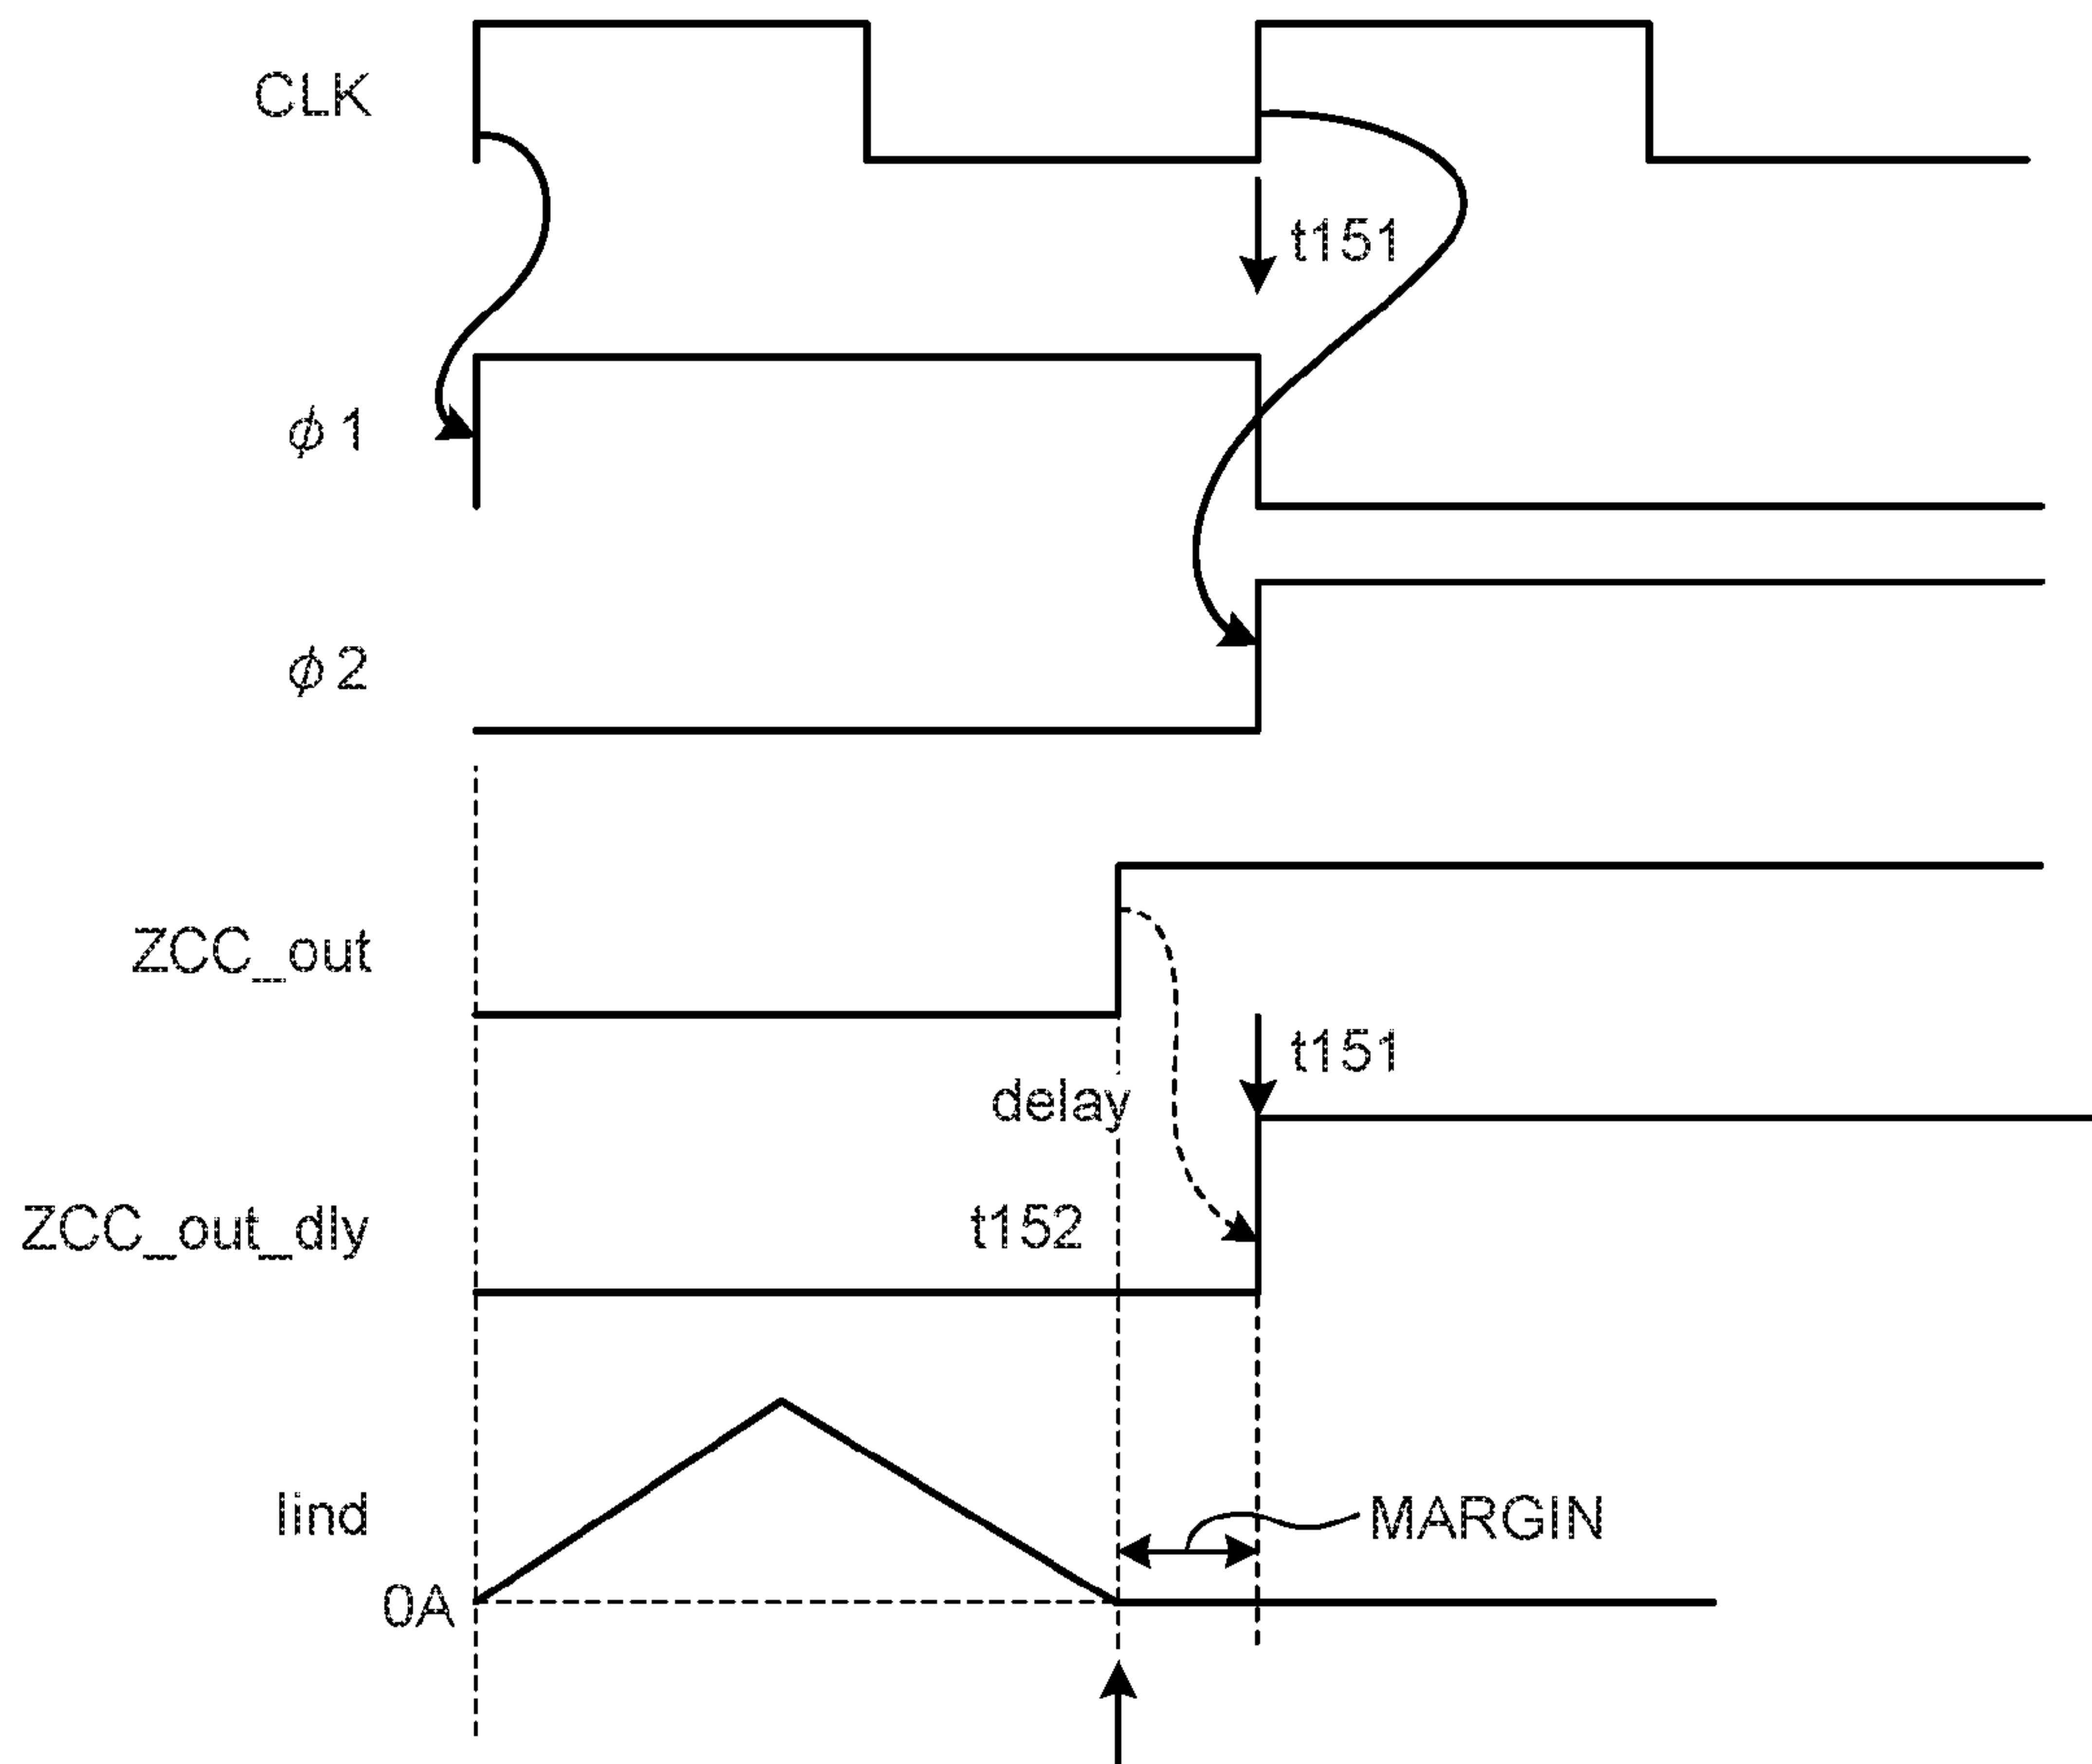 CLK
t151
ϕ1
ϕ2
ZCC_out
t151
delay
ZCC_out_dly
t152
Iind
MARGIN
0A